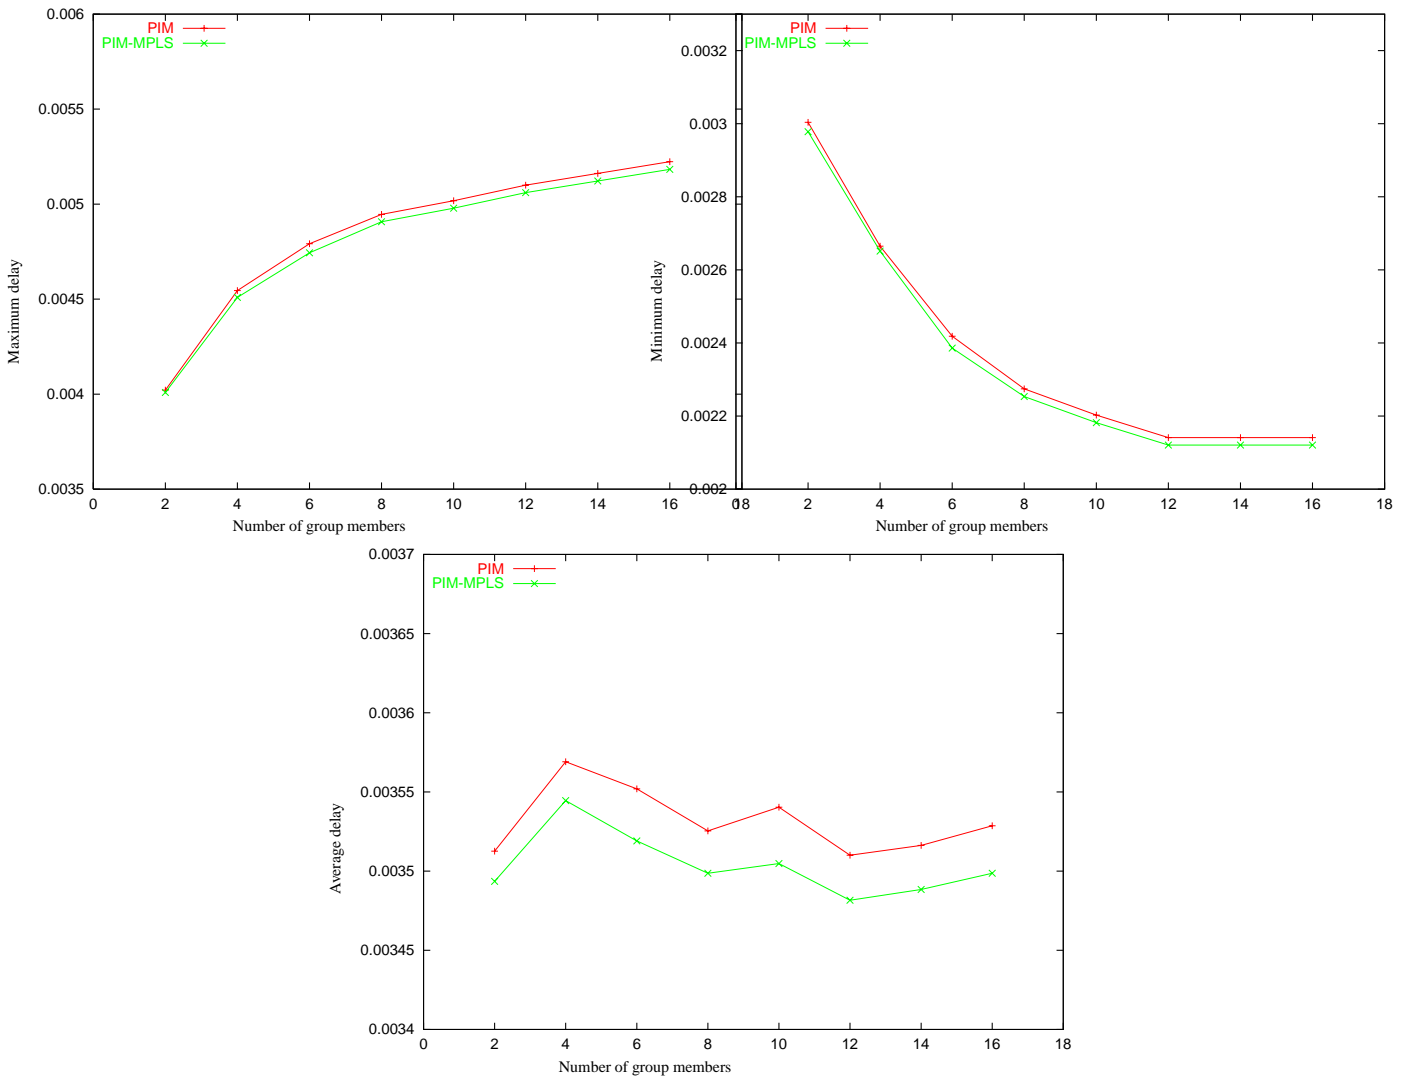 0.006
PIM
PIM-MPLS
0.0055
0.005
0.0045
0.004
0.0035
Maximum delay
0 2 4 6 8 10 12 14 16 18
Number of group members
PIM
PIM-MPLS
0.0032
0.003
0.0028
0.0026
0.0024
0.0022
0.002
Minimum delay
0 2 4 6 8 10 12 14 16 18
Number of group members
0.0037
PIM
PIM-MPLS
0.00365
0.0036
0.00355
0.0035
0.00345
0.0034
Average delay
0 2 4 6 8 10 12 14 16 18
Number of group members